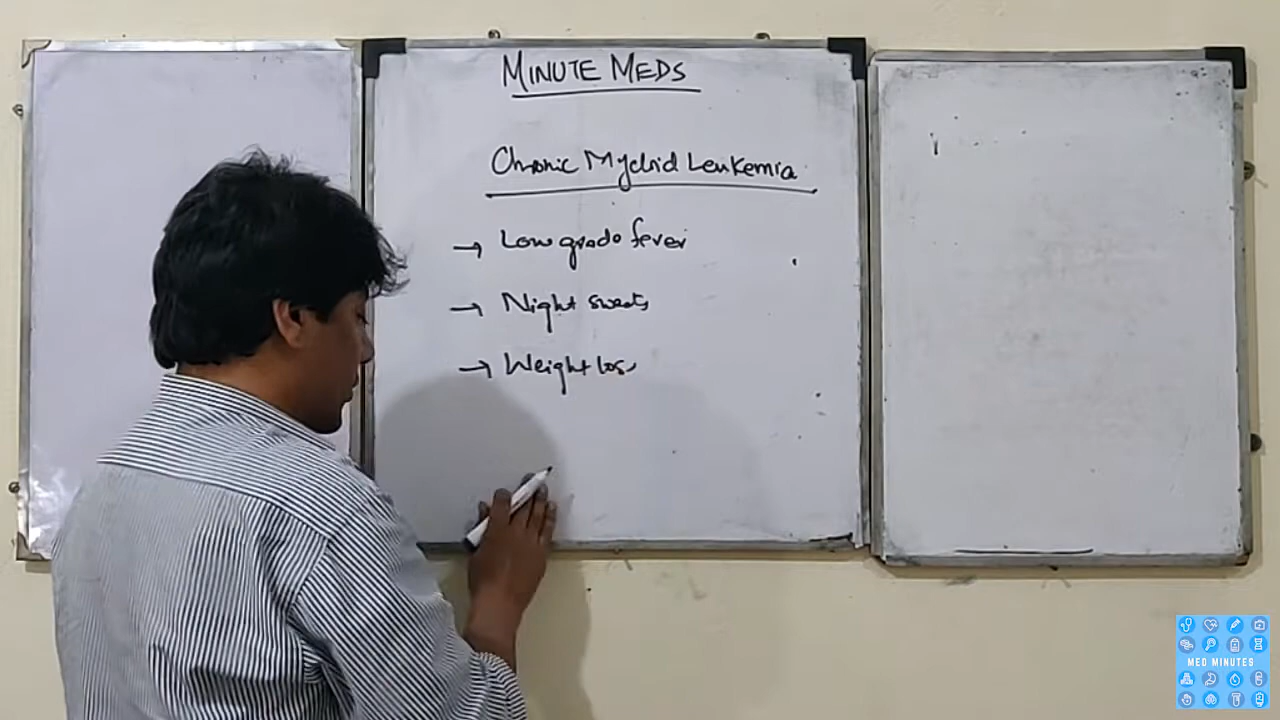 MINUTE MEDS
Chronic Myeloid Leukemia
→ Low grade fever
→ Night sweats
→ Weight loss
MED MINUTES